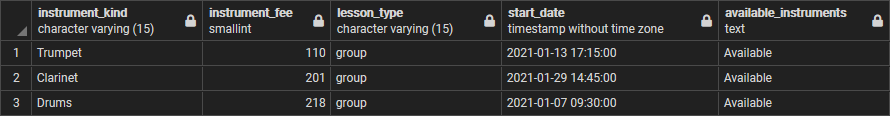 instrument_kind instrument_fee lesson_type start_date available_instruments
character varying (15) smallint character varying (15) timestamp without time zone text
1 Trumpet 110 group 2021-01-13 17:15:00 Available
2 Clarinet 201 group 2021-01-29 14:45:00 Available
3 Drums 218 group 2021-01-07 09:30:00 Available